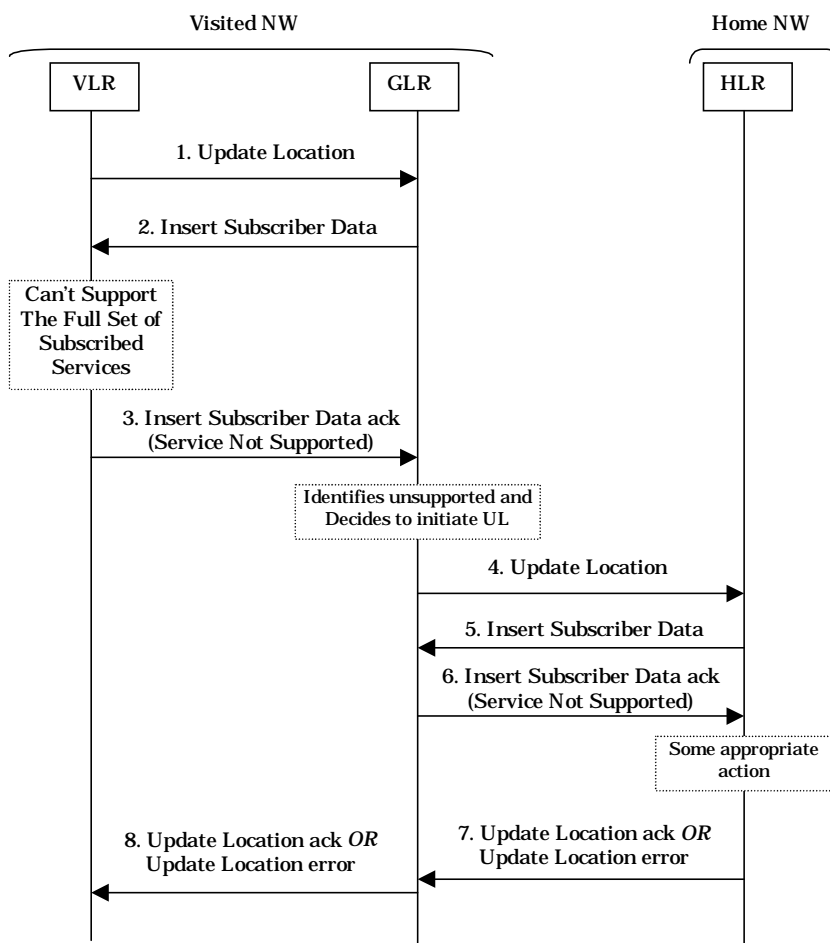 Visited NW
Home NW
VLR
GLR
HLR
1. Update Location
2. Insert Subscriber Data
Can't Support
The Full Set of
Subscribed
Services
3. Insert Subscriber Data ack
(Service Not Supported)
Identifies unsupported and
Decides to initiate UL
4. Update Location
5. Insert Subscriber Data
6. Insert Subscriber Data ack
(Service Not Supported)
Some appropriate
action
7. Update Location ack OR
Update Location error
8. Update Location ack OR
Update Location error